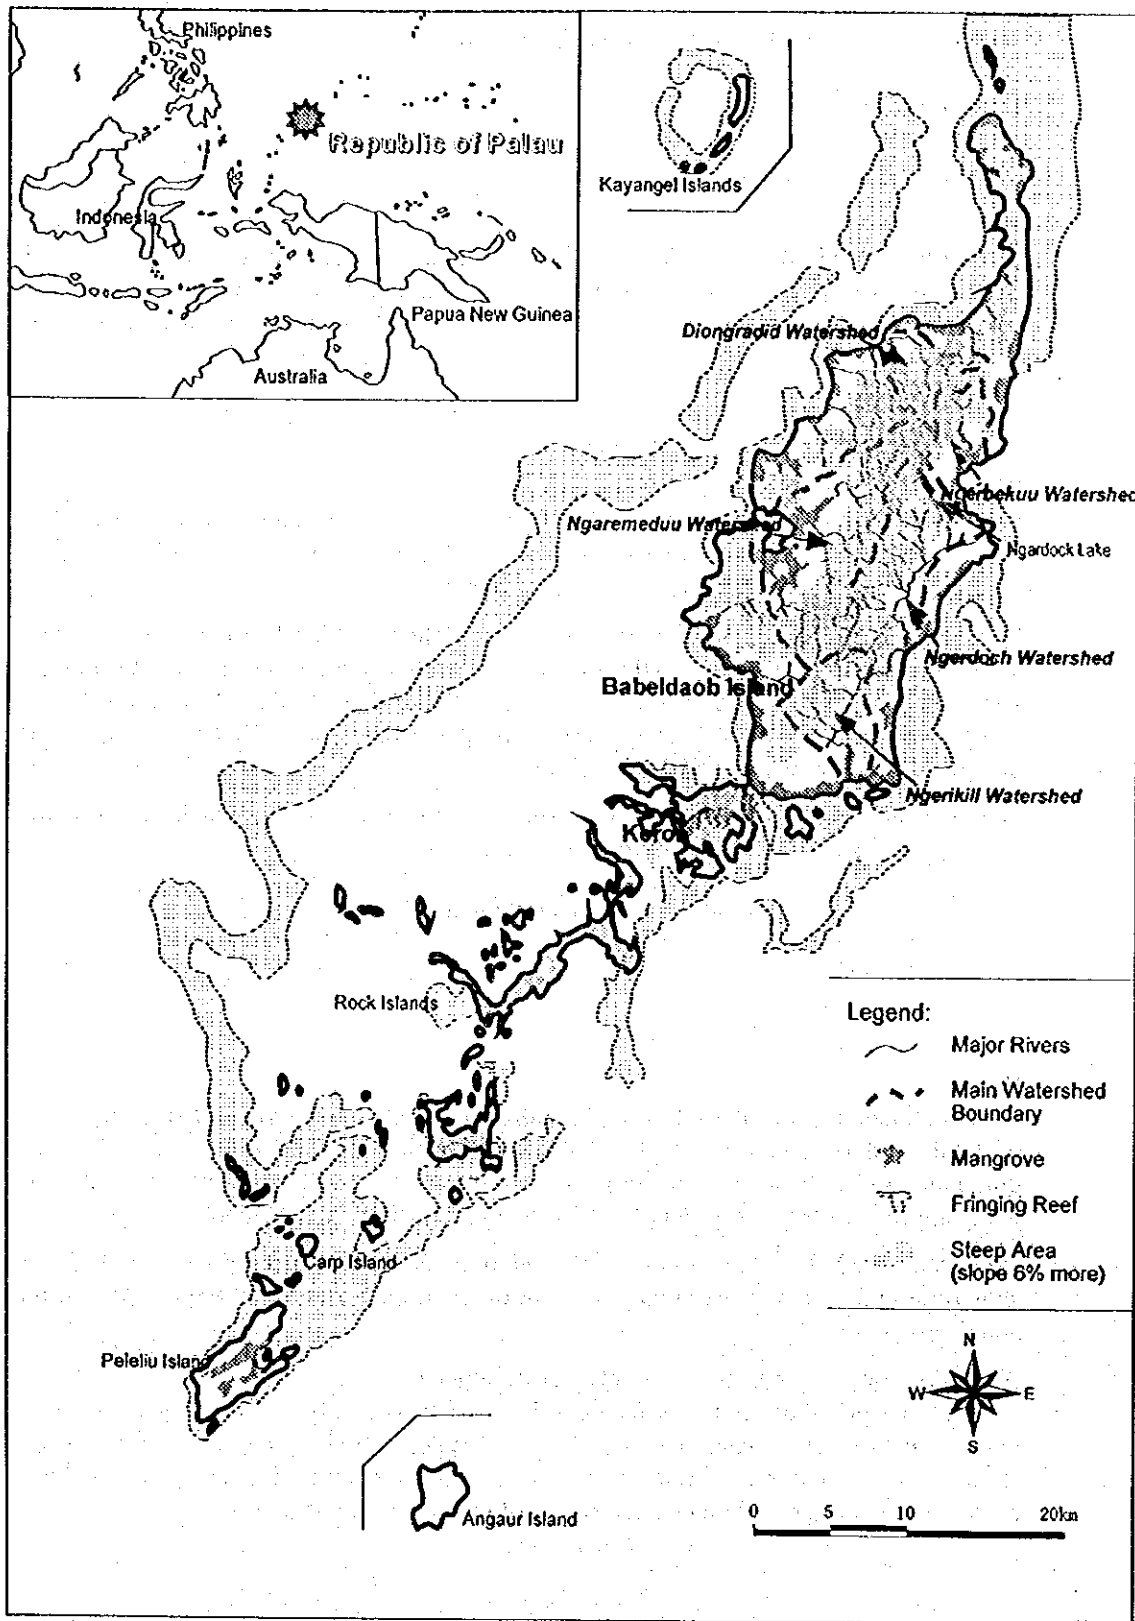 Philippines
Republic of Palau
Indonesia
Papua New Guinea
Australia
Kayangel Islands
Diongradid Watershed
Ngerbekuu Watershed
Ngaremeduu Watershed
Ngardock Lake
Ngerdoch Watershed
Babeldaob Island
Ngerikill Watershed
Koror
Rock Islands
Carp Island
Peleliu Island
Angaur Island
Legend:
Major Rivers
Main Watershed
Boundary
Mangrove
Fringing Reef
Steep Area
(slope 6% more)
N
W E
S
0 5 10 20km